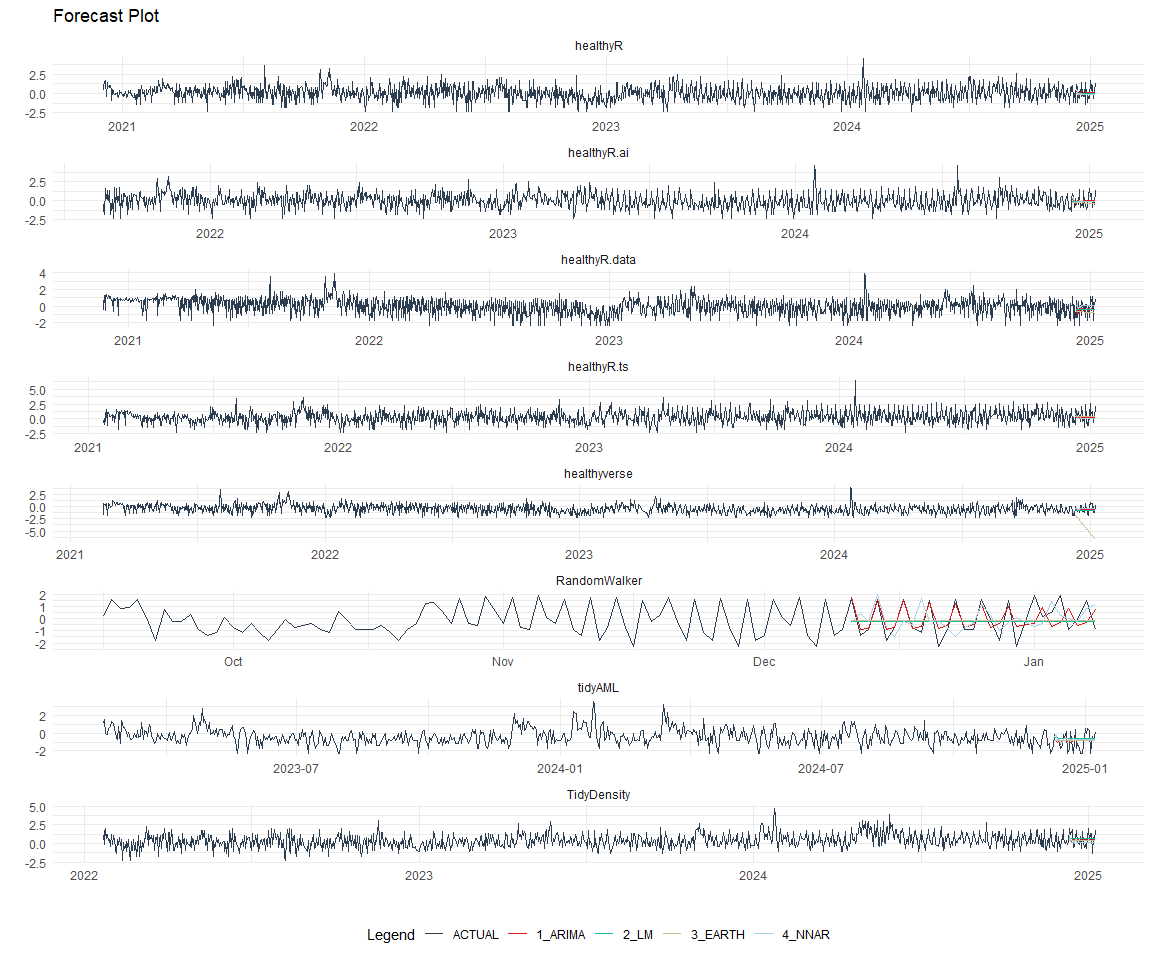 Forecast Plot
healthyR
2.5
0.0
-2.5
2021 2022 2023 2024 2025
healthyR.ai
2.5
0.0
-2.5
2022 2023 2024 2025
healthyR.data
4
2
0
-2
2021 2022 2023 2024 2025
healthyR.ts
5.0
2.5
0.0
-2.5
2021 2022 2023 2024 2025
healthyverse
2.5
0.0
-2.5
-5.0
2021 2022 2023 2024 2025
RandomWalker
2
1
0
-1
-2
Oct Nov Dec Jan
tidyAML
2
0
-2
2023-07 2024-01 2024-07 2025-01
TidyDensity
5.0
2.5
0.0
-2.5
2022 2023 2024 2025
Legend ACTUAL 1_ARIMA 2_LM 3_EARTH 4_NNAR